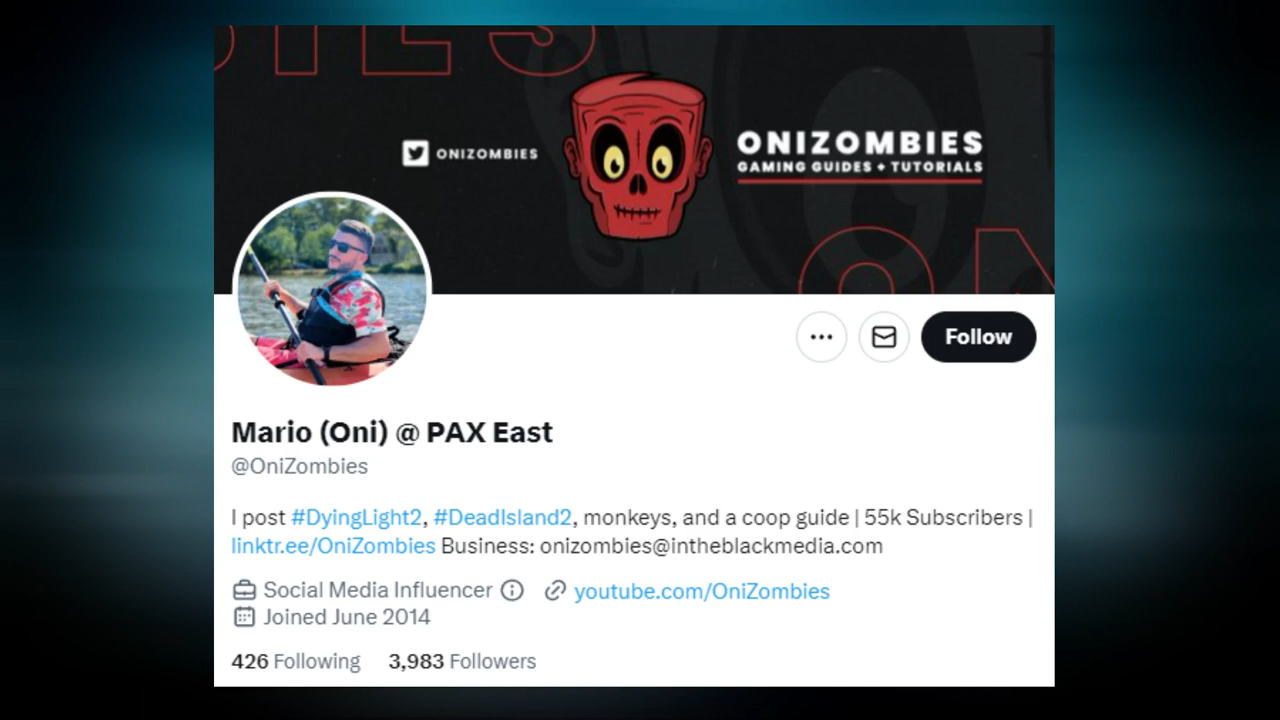 ONIZOMBIES
ONIZOMBIES
GAMING GUIDES + TUTORIALS
Follow
Mario (Oni) @ PAX East
@OniZombies
I post #DyingLight2, #DeadIsland2, monkeys, and a coop guide | 55k Subscribers |
linktr.ee/OniZombies Business: onizombies@intheblackmedia.com
Social Media Influencer youtube.com/OniZombies
Joined June 2014
426 Following 3,983 Followers